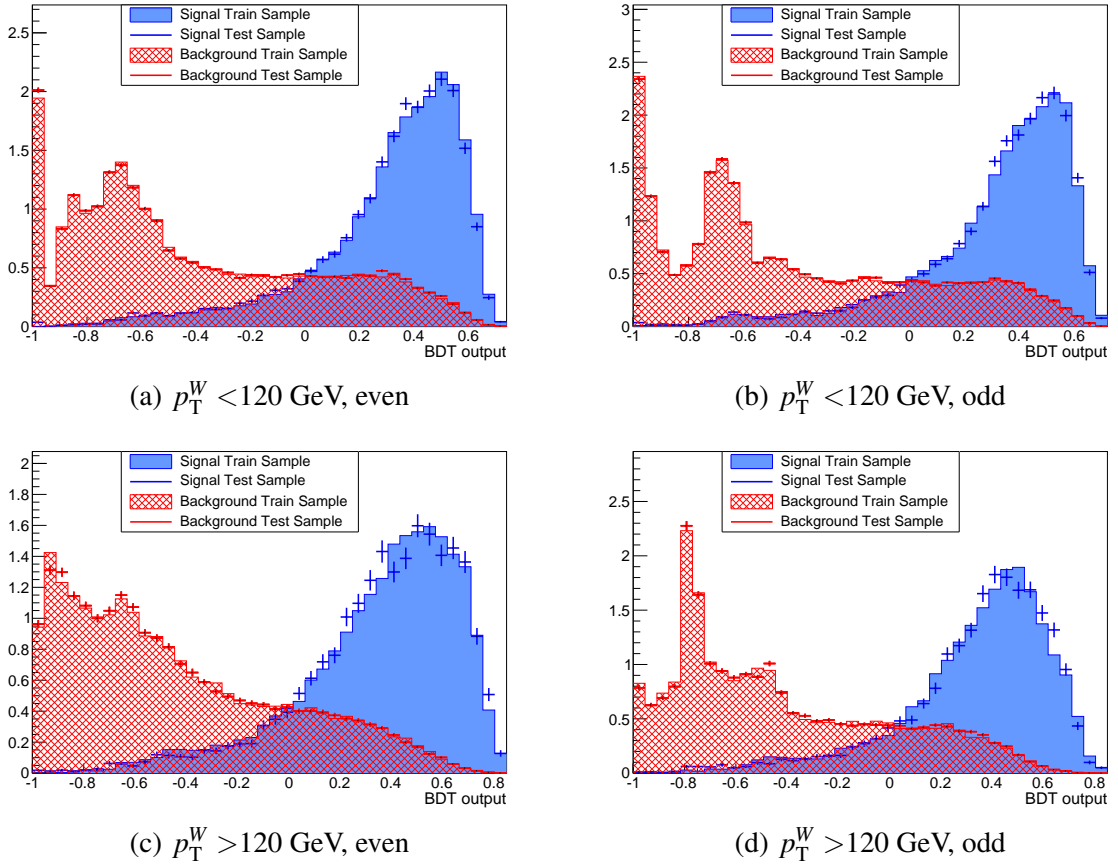 Signal Train Sample
Signal Test Sample
Background Train Sample
Background Test Sample
2.5
2
1.5
1
0.5
0
-1 -0.8 -0.6 -0.4 -0.2 0 0.2 0.4 0.6
BDT output
(a) p_T^W <120 GeV, even
Signal Train Sample
Signal Test Sample
Background Train Sample
Background Test Sample
3
2.5
2
1.5
1
0.5
0
-1 -0.8 -0.6 -0.4 -0.2 0 0.2 0.4 0.6
BDT output
(b) p_T^W <120 GeV, odd
Signal Train Sample
Signal Test Sample
Background Train Sample
Background Test Sample
2
1.8
1.6
1.4
1.2
1
0.8
0.6
0.4
0.2
0
-1 -0.8 -0.6 -0.4 -0.2 0 0.2 0.4 0.6 0.8
BDT output
(c) p_T^W >120 GeV, even
Signal Train Sample
Signal Test Sample
Background Train Sample
Background Test Sample
2.5
2
1.5
1
0.5
0
-1 -0.8 -0.6 -0.4 -0.2 0 0.2 0.4 0.6 0.8
BDT output
(d) p_T^W >120 GeV, odd